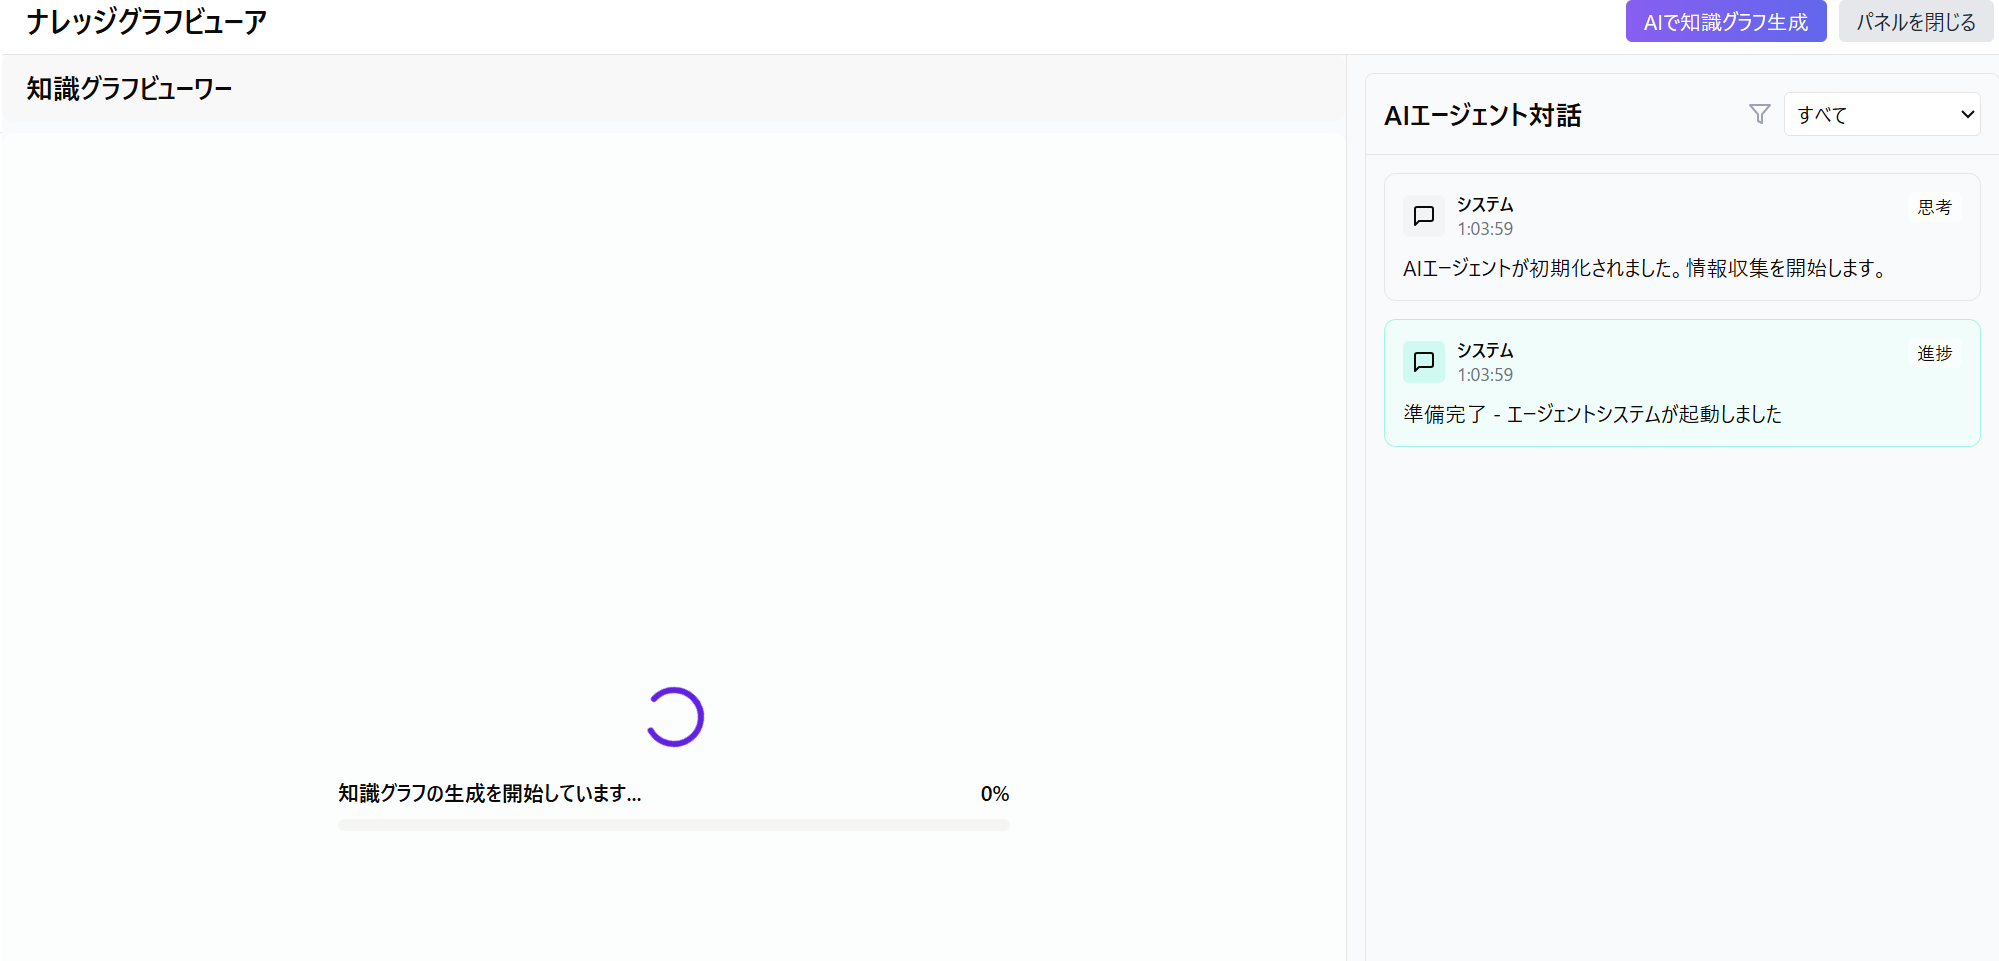 ナレッジグラフビューア
AIで知識グラフ生成
パネルを閉じる
知識グラフビューワー
AIエージェント対話
すべて
システム
思考
1:03:59
AIエージェントが初期化されました。情報収集を開始します。
システム
進捗
1:03:59
準備完了 - エージェントシステムが起動しました
知識グラフの生成を開始しています...
0%